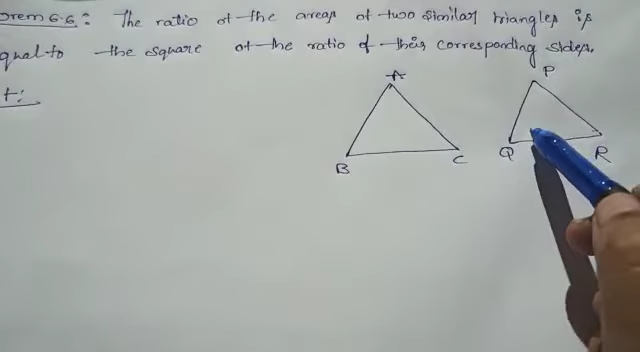 orem 6.6: The ratio of the areas of two similar triangles is
qual to the square of the ratio of their corresponding sides.
t:
A
P
B
C
Q
R